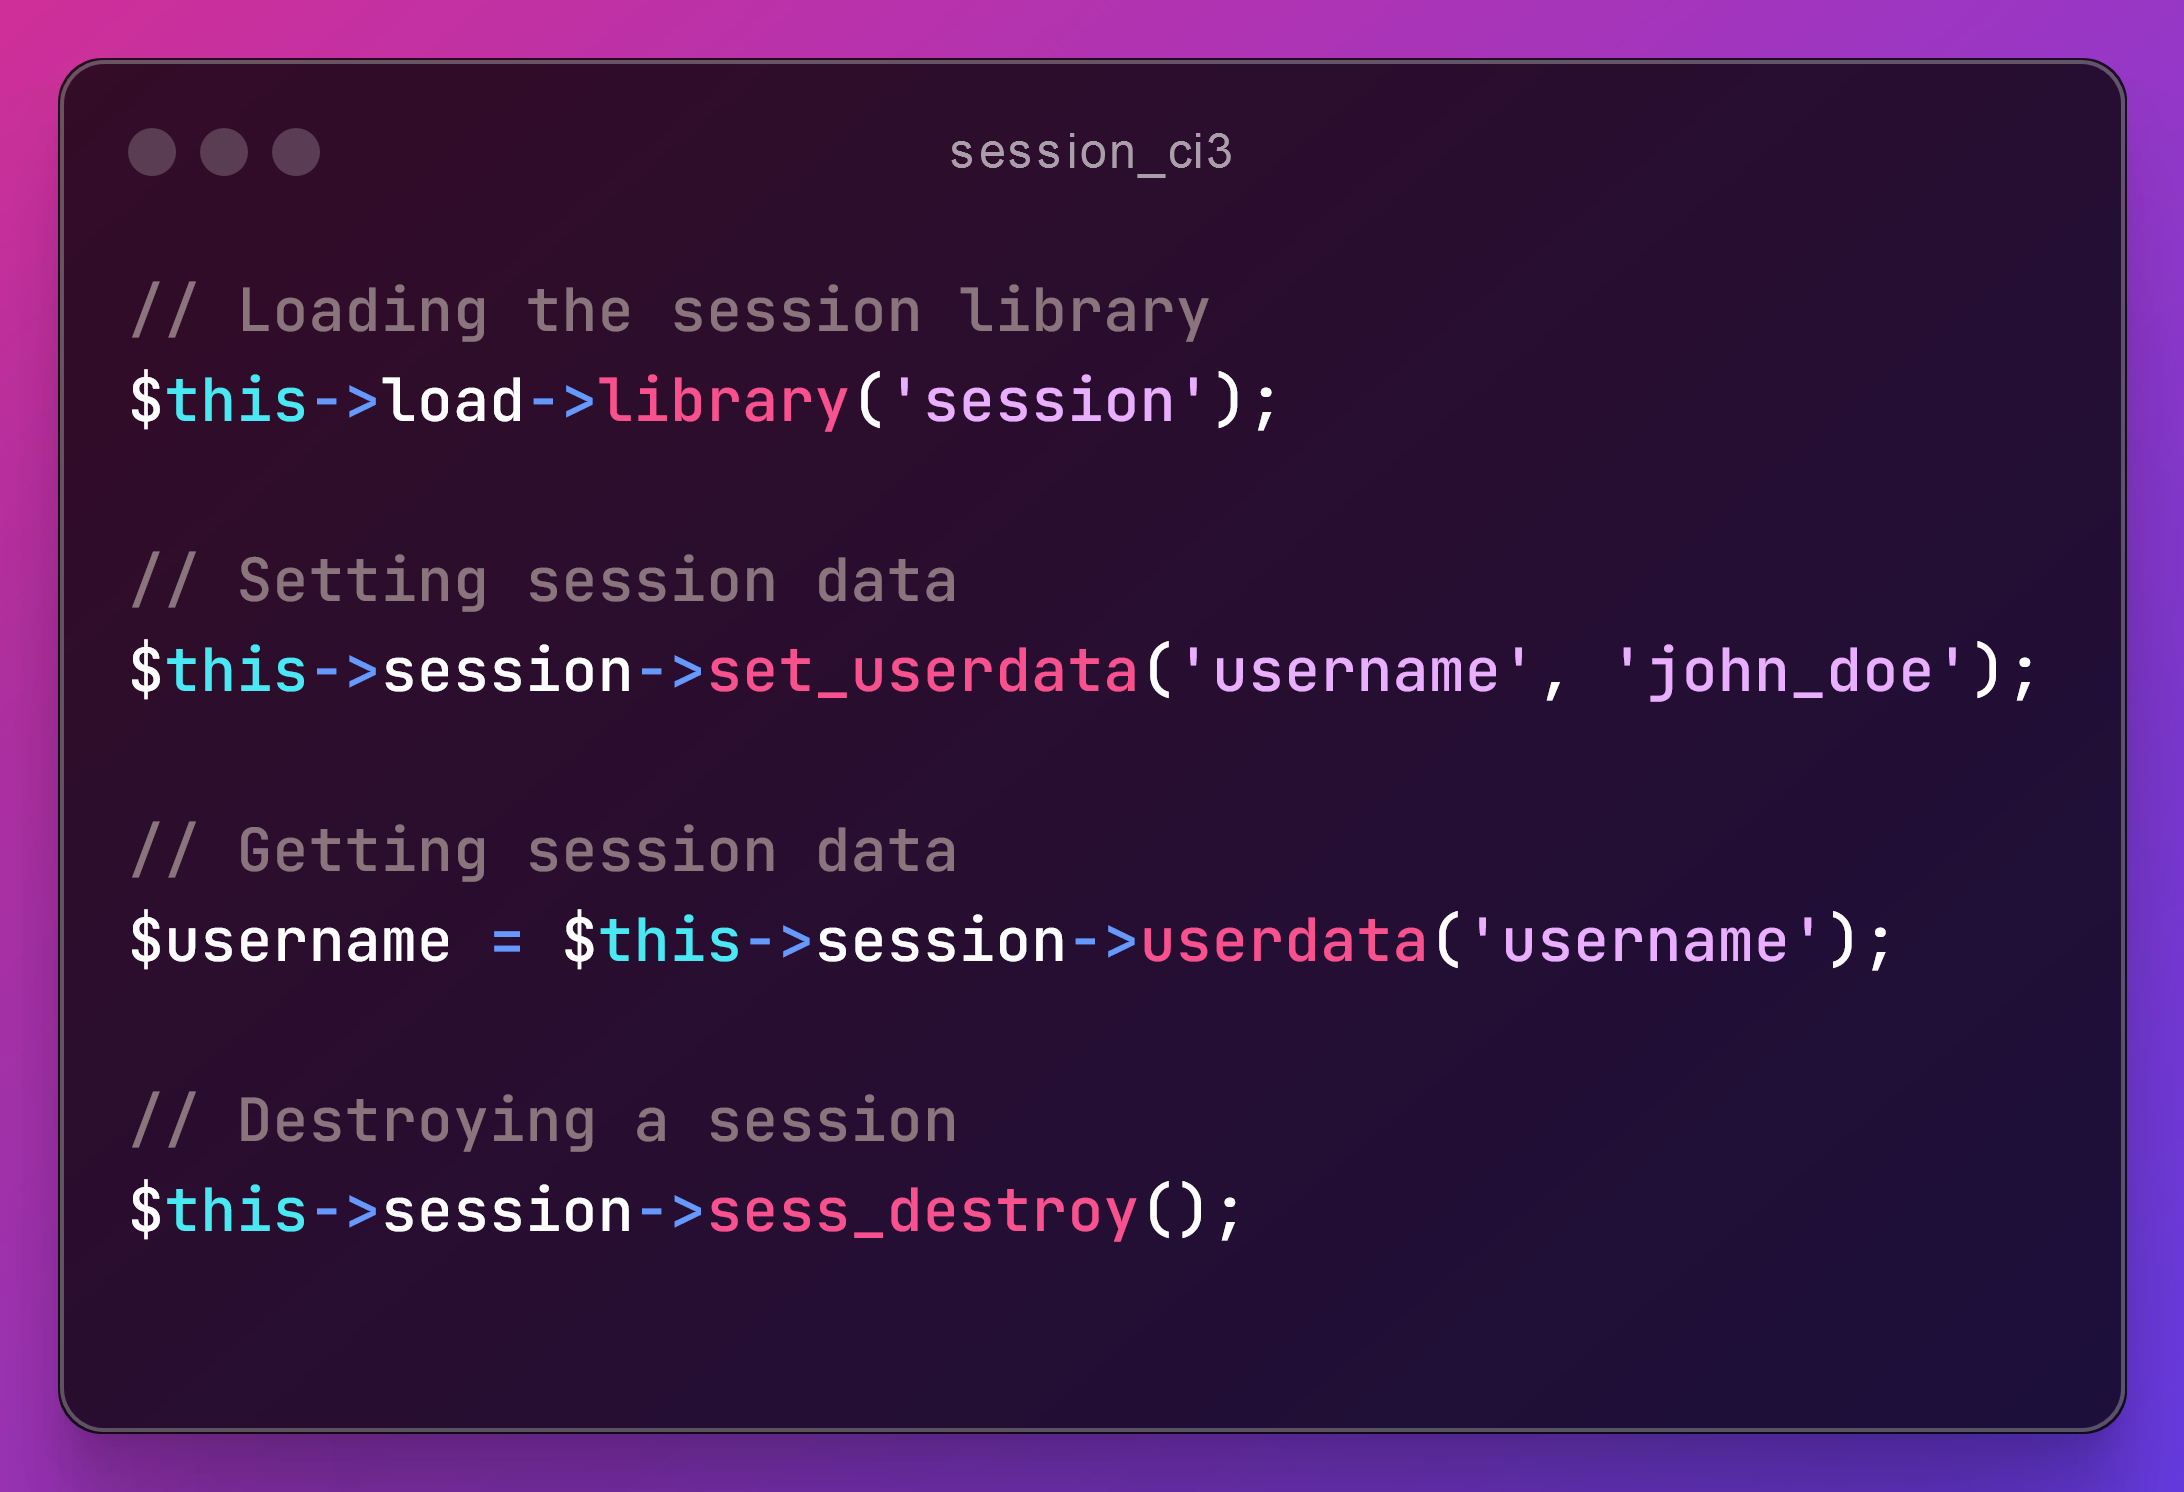 session_ci3
// Loading the session library
$this->load->library('session');
// Setting session data
$this->session->set_userdata('username', 'john_doe');
// Getting session data
$username = $this->session->userdata('username');
// Destroying a session
$this->session->sess_destroy();